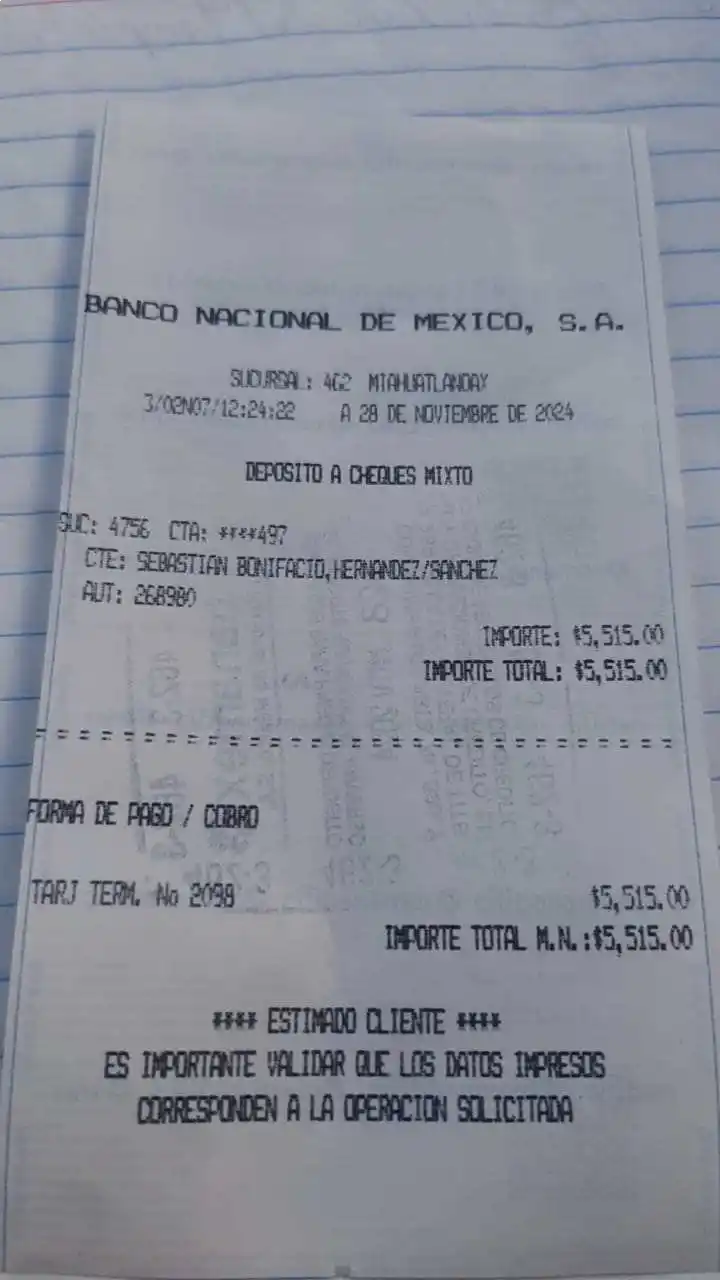 BANCO NACIONAL DE MEXICO, S.A.
SUCURSAL: 462 MIAHUATLANOAX
3/02N07/12:24:22 A 28 DE NOVIEMBRE DE 2024
DEPOSITO A CHEQUES MIXTO
SUC: 4756 CTA: ****497
CTE: SEBASTIAN BONIFACIO,HERNANDEZ/SANCHEZ
AUT: 268980
IMPORTE: $5,515.00
IMPORTE TOTAL: $5,515.00
FORMA DE PAGO / COBRO
TARJ TERM. No 2098 $5,515.00
IMPORTE TOTAL M.N.:$5,515.00
**** ESTIMADO CLIENTE ****
ES IMPORTANTE VALIDAR QUE LOS DATOS IMPRESOS
CORRESPONDEN A LA OPERACION SOLICITADA